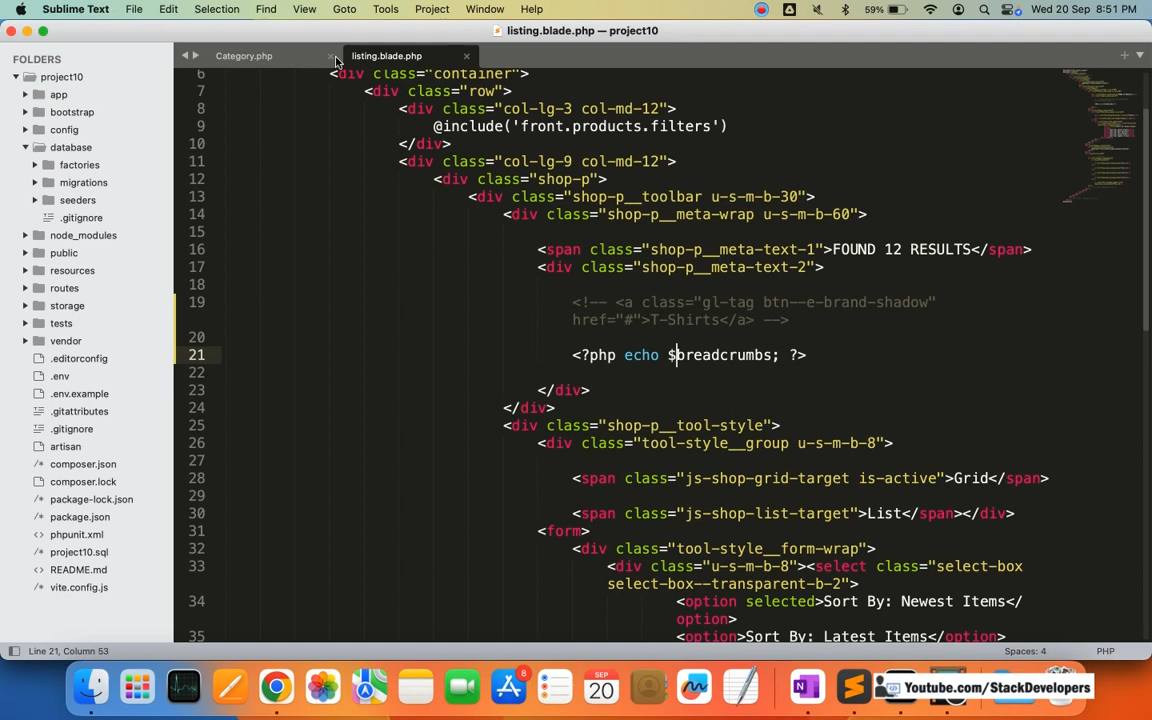 Sublime Text File Edit Selection Find View Goto Tools Project Window Help 59% Wed 20 Sep 8:51 PM
listing.blade.php — project10
FOLDERS
project10
app
bootstrap
config
database
factories
migrations
seeders
.gitignore
node_modules
public
resources
routes
storage
tests
vendor
.editorconfig
.env
.env.example
.gitattributes
.gitignore
artisan
composer.json
composer.lock
package-lock.json
package.json
phpunit.xml
project10.sql
README.md
vite.config.js
Category.php listing.blade.php
6 <div class="container">
7 <div class="row">
8 <div class="col-lg-3 col-md-12">
9 @include('front.products.filters')
10 </div>
11 <div class="col-lg-9 col-md-12">
12 <div class="shop-p">
13 <div class="shop-p__toolbar u-s-m-b-30">
14 <div class="shop-p__meta-wrap u-s-m-b-60">
15
16 <span class="shop-p__meta-text-1">FOUND 12 RESULTS</span>
17 <div class="shop-p__meta-text-2">
18
19 <!-- <a class="gl-tag btn--e-brand-shadow"
href="#">T-Shirts</a> -->
20
21 <?php echo $breadcrumbs; ?>
22
23 </div>
24 </div>
25 <div class="shop-p__tool-style">
26 <div class="tool-style__group u-s-m-b-8">
27
28 <span class="js-shop-grid-target is-active">Grid</span>
29
30 <span class="js-shop-list-target">List</span></div>
31 <form>
32 <div class="tool-style__form-wrap">
33 <div class="u-s-m-b-8"><select class="select-box
select-box--transparent-b-2">
34 <option selected>Sort By: Newest Items</
option>
35 <option>Sort By: Latest Items</option>
Line 21, Column 53 Spaces: 4 PHP
8
SEP
20
Youtube.com/StackDevelopers